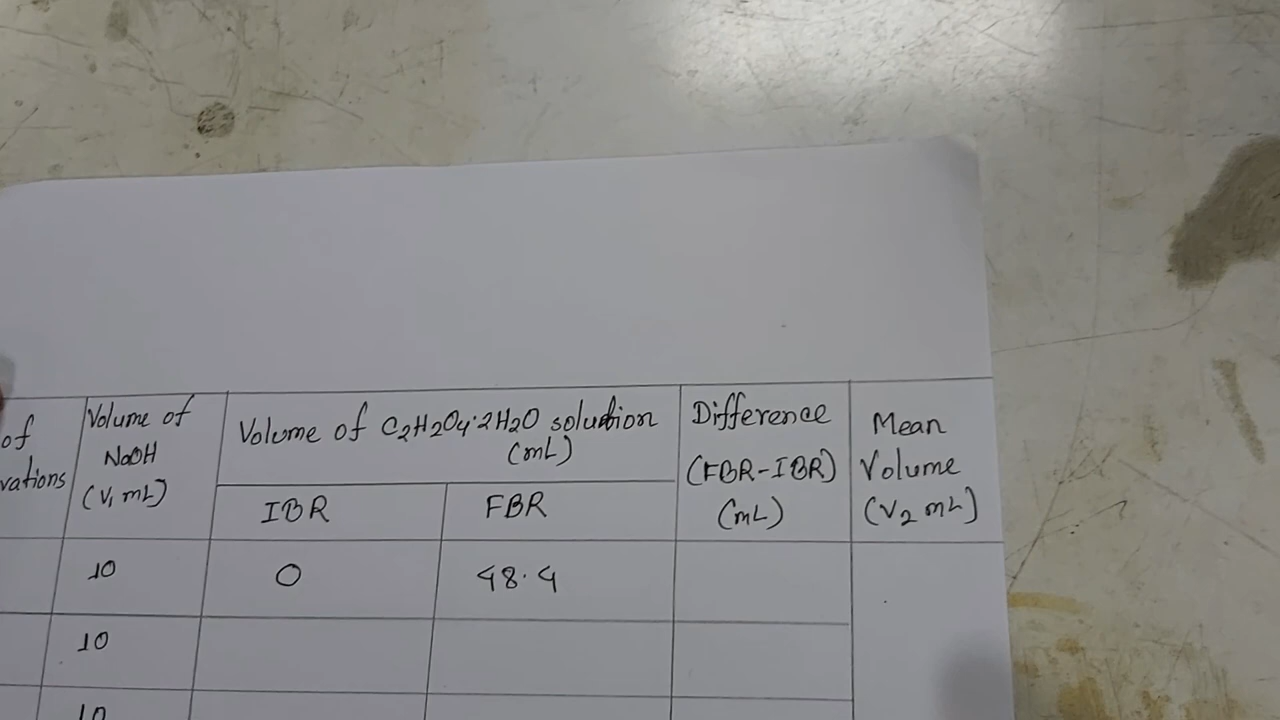 of
vations
Volume of
NaOH
(V₁ mL)
Volume of C₂H₂O₄·2H₂O solution
(mL)
IBR
FBR
Difference
(FBR-IBR)
(mL)
Mean
Volume
(V₂ mL)
10
0
48.4
10
10